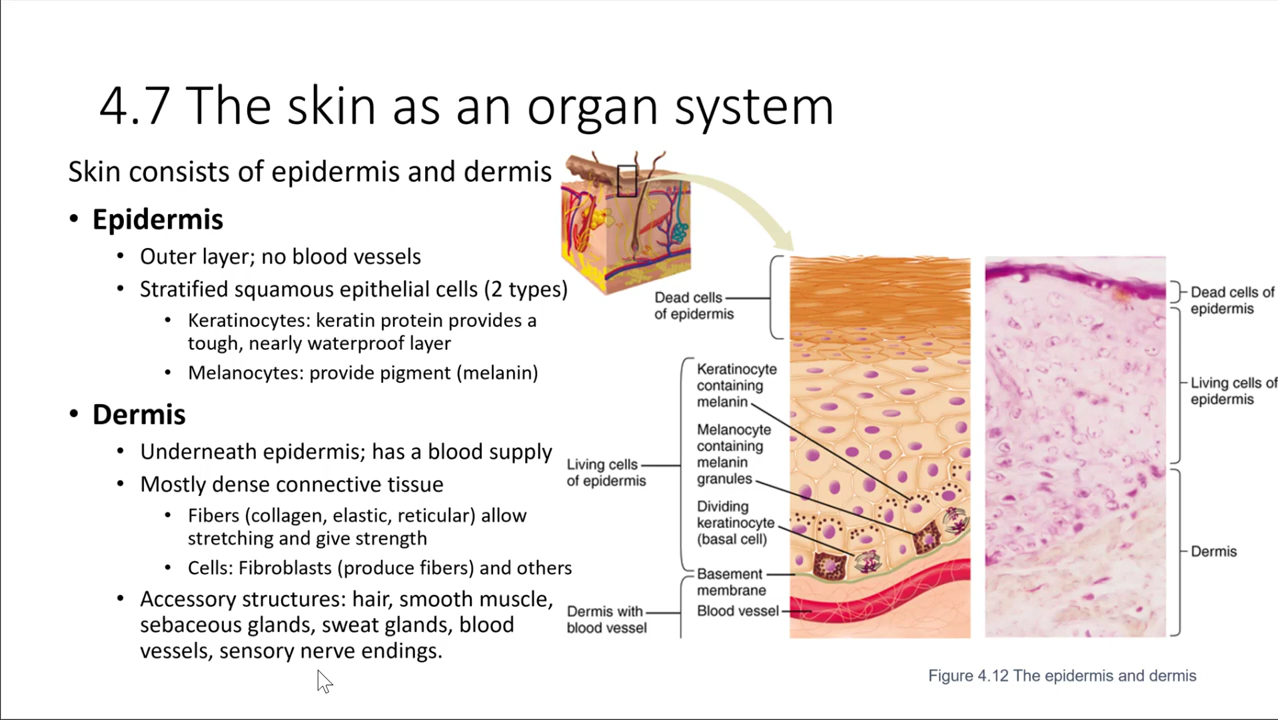 4.7 The skin as an organ system
Skin consists of epidermis and dermis
• Epidermis
• Outer layer; no blood vessels
• Stratified squamous epithelial cells (2 types)
• Keratinocytes: keratin protein provides a
tough, nearly waterproof layer
• Melanocytes: provide pigment (melanin)
• Dermis
• Underneath epidermis; has a blood supply
• Mostly dense connective tissue
• Fibers (collagen, elastic, reticular) allow
stretching and give strength
• Cells: Fibroblasts (produce fibers) and others
• Accessory structures: hair, smooth muscle,
sebaceous glands, sweat glands, blood
vessels, sensory nerve endings.
Dead cells
of epidermis
Keratinocyte
containing
melanin
Melanocyte
containing
melanin
granules
Living cells
of epidermis
Dividing
keratinocyte
(basal cell)
Basement
membrane
Dermis with
blood vessel
Blood vessel
Dead cells of
epidermis
Living cells of
epidermis
Dermis
Figure 4.12 The epidermis and dermis